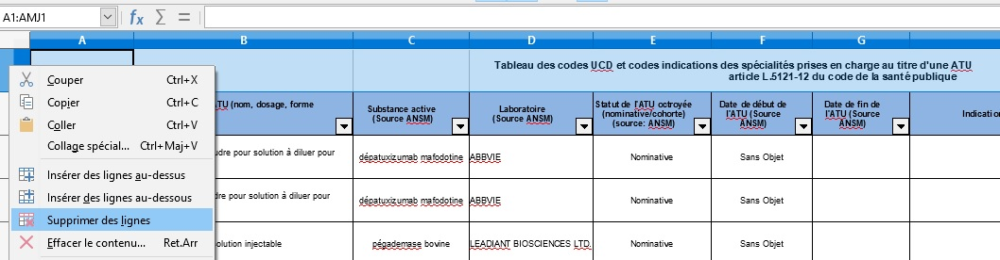 A1:AMJ1
A B C D E F G
Tableau des codes UCD et codes indications des spécialités prises en charge au titre d'une ATU
article L.5121-12 du code de la santé publique
Couper Ctrl+X
Copier Ctrl+C
Coller Ctrl+V
Collage spécial... Ctrl+Maj+V
Insérer des lignes au-dessus
Insérer des lignes au-dessous
Supprimer des lignes
Effacer le contenu... Ret.Arr
ATU (nom, dosage, forme
Substance active
(Source ANSM)
Laboratoire
(Source ANSM)
Statut de l'ATU octroyée
(nominative/cohorte)
(source: ANSM)
Date de début de
l'ATU (Source
ANSM)
Date de fin de
l'ATU (Source
ANSM)
Indicatio
dre pour solution à diluer pour
dépatuxizumab mafodotine ABBVIE Nominative Sans Objet
dre pour solution à diluer pour
dépatuxizumab mafodotine ABBVIE Nominative Sans Objet
olution injectable pégademase bovine LEADIANT BIOSCIENCES LTD. Nominative Sans Objet